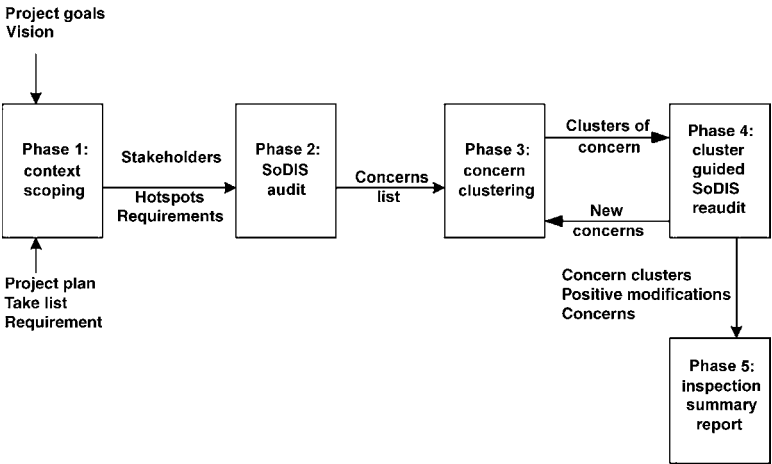 Project goals
Vision
Phase 1:
context
scoping
Stakeholders
Hotspots
Requirements
Project plan
Take list
Requirement
Phase 2:
SoDIS
audit
Concerns
list
Phase 3:
concern
clustering
Clusters of
concern
New
concerns
Phase 4:
cluster
guided
SoDIS
reaudit
Concern clusters
Positive modifications
Concerns
Phase 5:
inspection
summary
report